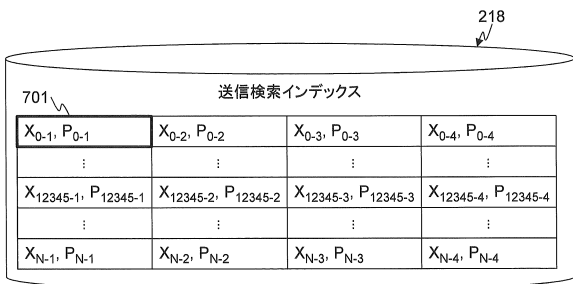 218
送信検索インデックス
701
X0-1, P0-1 X0-2, P0-2 X0-3, P0-3 X0-4, P0-4
⋮ ⋮ ⋮ ⋮
X12345-1, P12345-1 X12345-2, P12345-2 X12345-3, P12345-3 X12345-4, P12345-4
⋮ ⋮ ⋮ ⋮
XN-1, PN-1 XN-2, PN-2 XN-3, PN-3 XN-4, PN-4